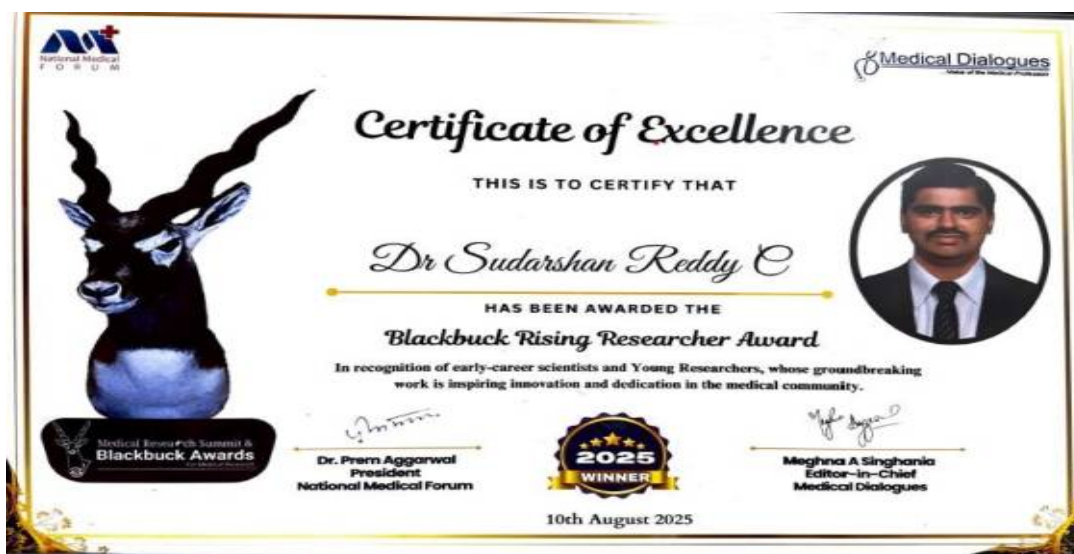 National Medical
FORUM
Medical Dialogues
Certificate of Excellence
THIS IS TO CERTIFY THAT
Dr Sudarshan Reddy C
HAS BEEN AWARDED THE
Blackbuck Rising Researcher Award
In recognition of early-career scientists and Young Researchers, whose groundbreaking
work is inspiring innovation and dedication in the medical community.
Medical Research Summit &
Blackbuck Awards
For Medical Research
Dr. Prem Aggarwal
President
National Medical Forum
2025
WINNER
Meghna A Singhania
Editor-in-Chief
Medical Dialogues
10th August 2025